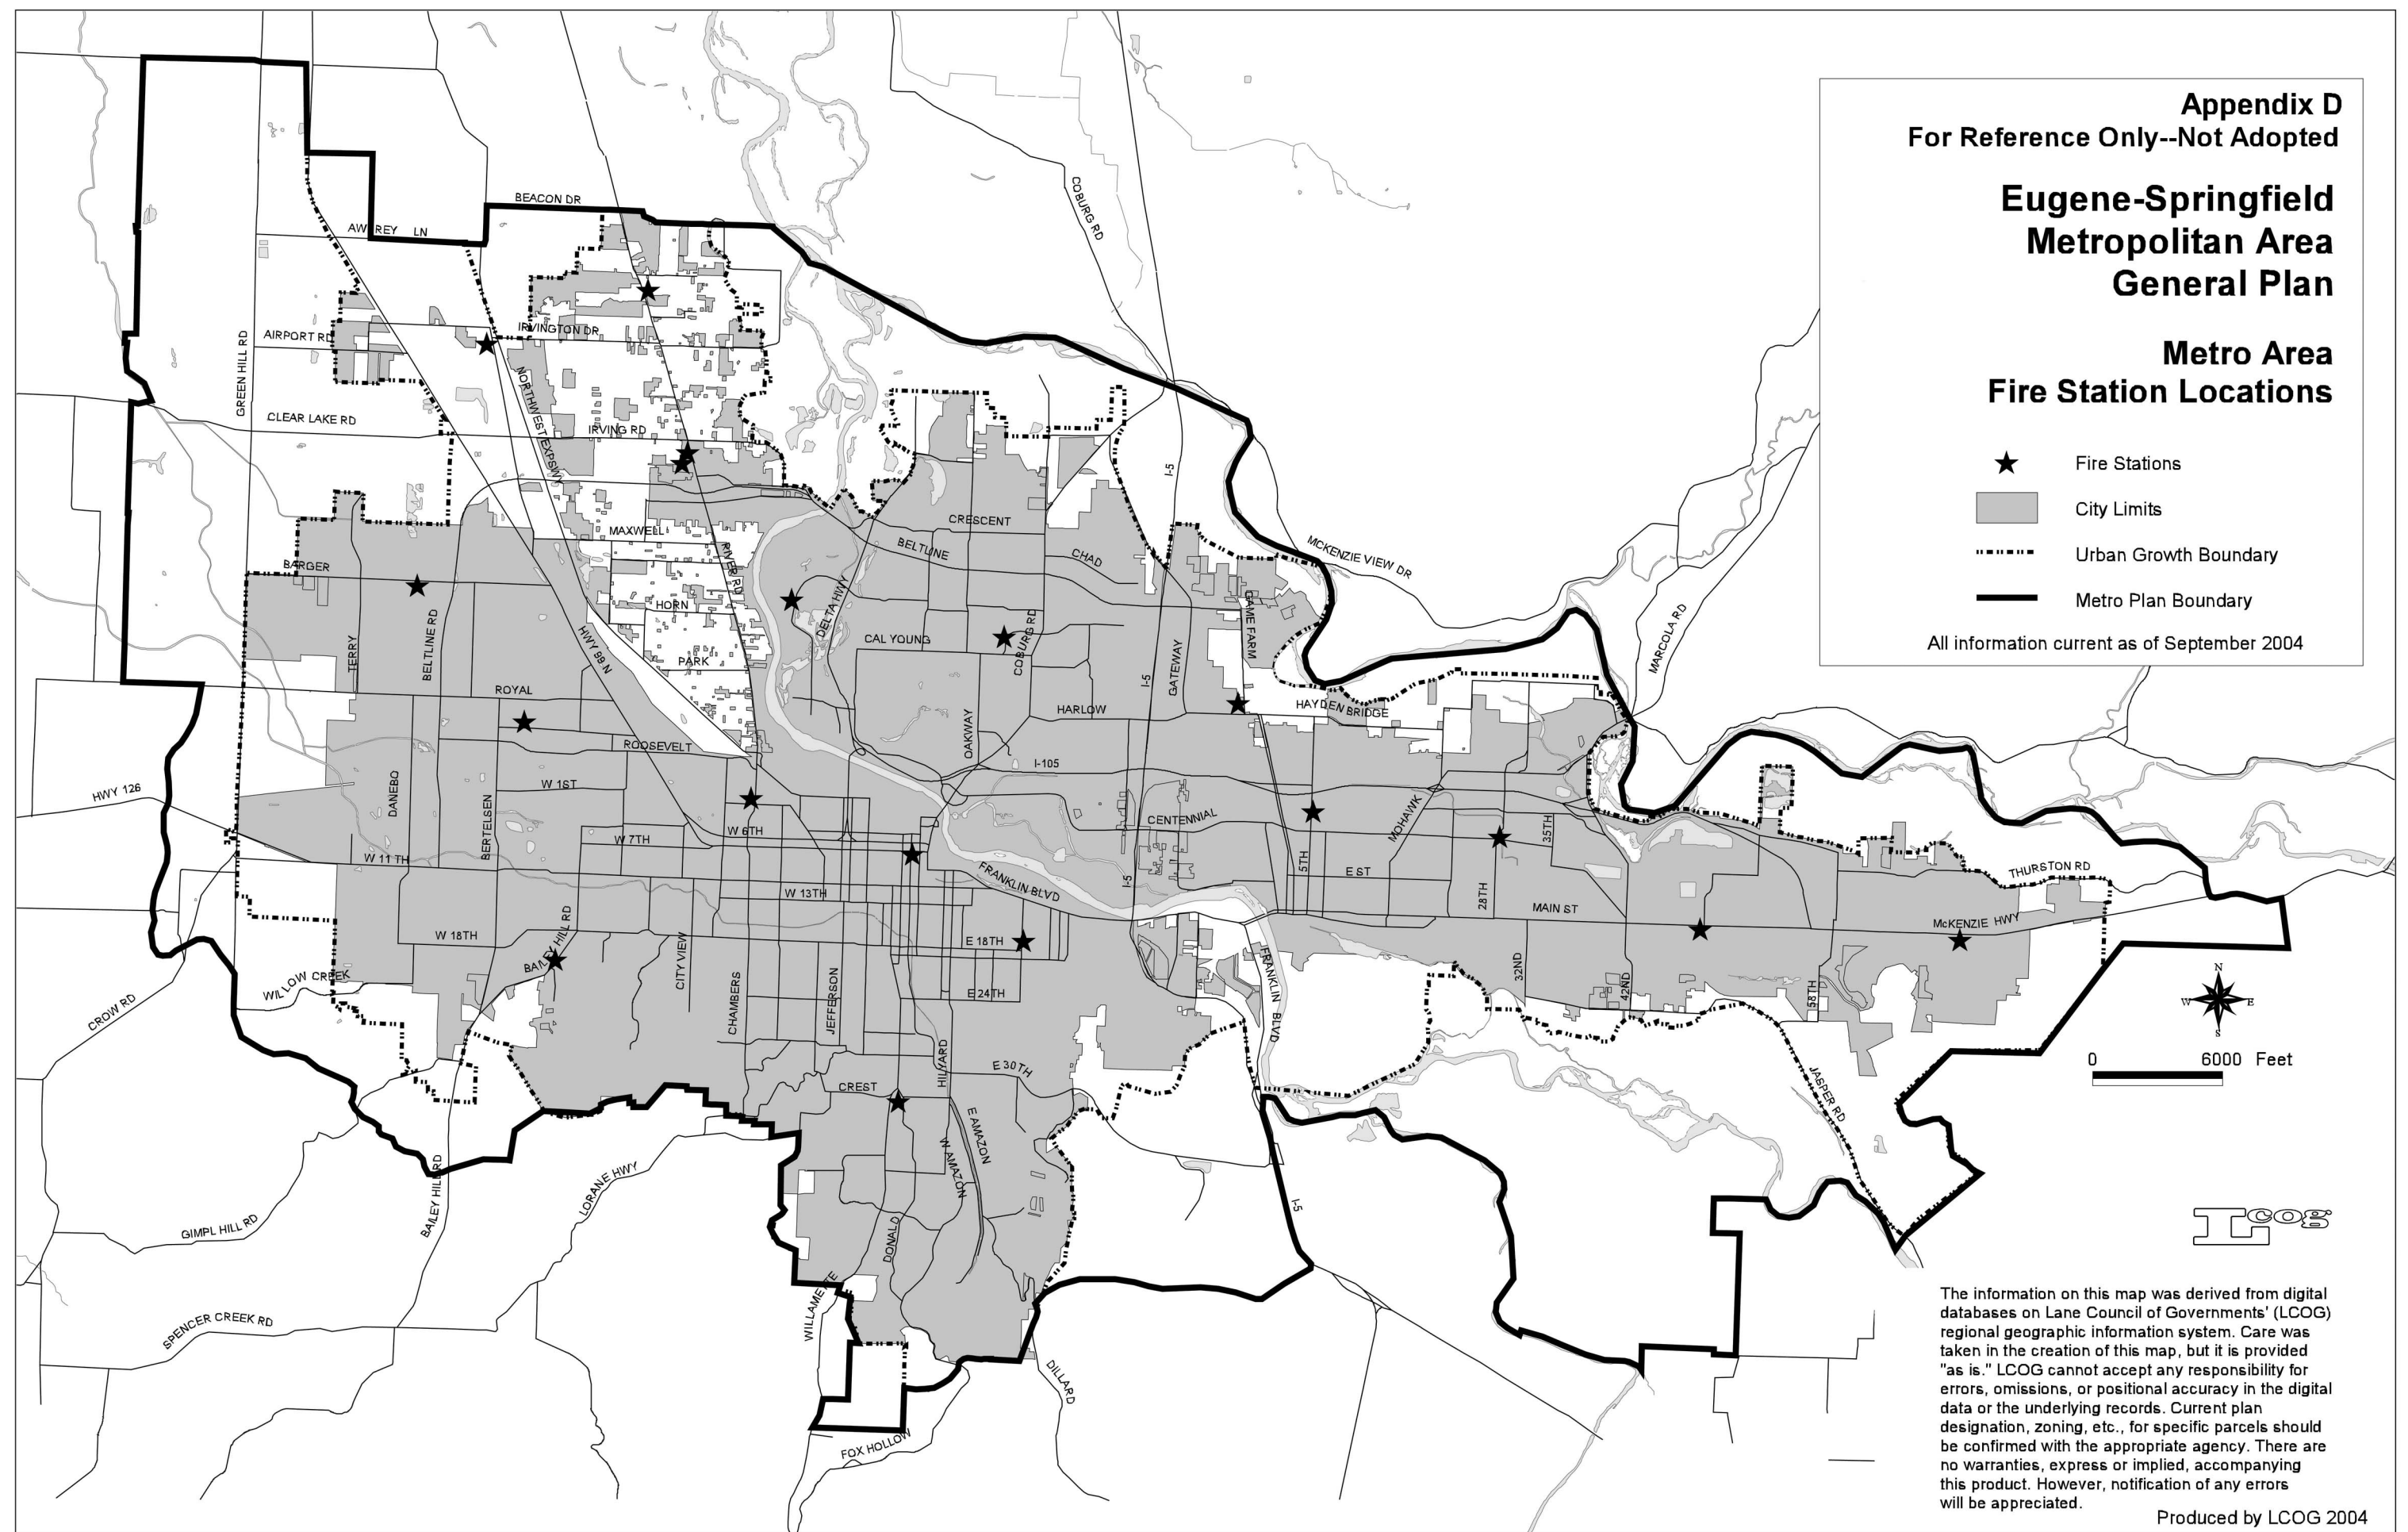 Appendix D
For Reference Only--Not Adopted
Eugene-Springfield
Metropolitan Area
General Plan
Metro Area
Fire Station Locations
Fire Stations
City Limits
Urban Growth Boundary
Metro Plan Boundary
All information current as of September 2004
BEACON DR
AWBREY LN
COBURG RD
IRVINGTON DR
AIRPORT RD
GREEN HILL RD
NORTHWEST EXPSWY
CLEAR LAKE RD
IRVING RD
I-5
CRESCENT
MAXWELL
BELTLINE
CHAD
RIVER RD
MCKENZIE VIEW DR
BARGER
HORN
DELTA HWY
GAME FARM
MARCOLA RD
TERRY
BELTLINE RD
HWY 99 N
CAL YOUNG
COBURG RD
PARK
I-5
GATEWAY
ROYAL
HARLOW
HAYDEN BRIDGE
OAKWAY
ROOSEVELT
I-105
HWY 126
DANEBO
W 1ST
BERTELSEN
CENTENNIAL
MOHAWK
35TH
W 6TH
W 7TH
W 11 TH
5TH
E ST
THURSTON RD
I-5
FRANKLIN BLVD
W 13TH
28TH
MAIN ST
McKENZIE HWY
W 18TH
BAILEY HILL RD
E 18TH
CITY VIEW
WILLOW CREEK
CHAMBERS
JEFFERSON
E 24TH
FRANKLIN BLVD
32ND
42ND
58TH
N
W
E
S
CROW RD
0 6000 Feet
HILYARD
E 30TH
CREST
JASPER RD
E AMAZON
W AMAZON
BAILEY HILL RD
LORANE HWY
I-5
GIMPL HILL RD
DONALD
Lcog
WILLAMETTE
SPENCER CREEK RD
DILLARD
FOX HOLLOW
The information on this map was derived from digital
databases on Lane Council of Governments' (LCOG)
regional geographic information system. Care was
taken in the creation of this map, but it is provided
"as is." LCOG cannot accept any responsibility for
errors, omissions, or positional accuracy in the digital
data or the underlying records. Current plan
designation, zoning, etc., for specific parcels should
be confirmed with the appropriate agency. There are
no warranties, express or implied, accompanying
this product. However, notification of any errors
will be appreciated.
Produced by LCOG 2004